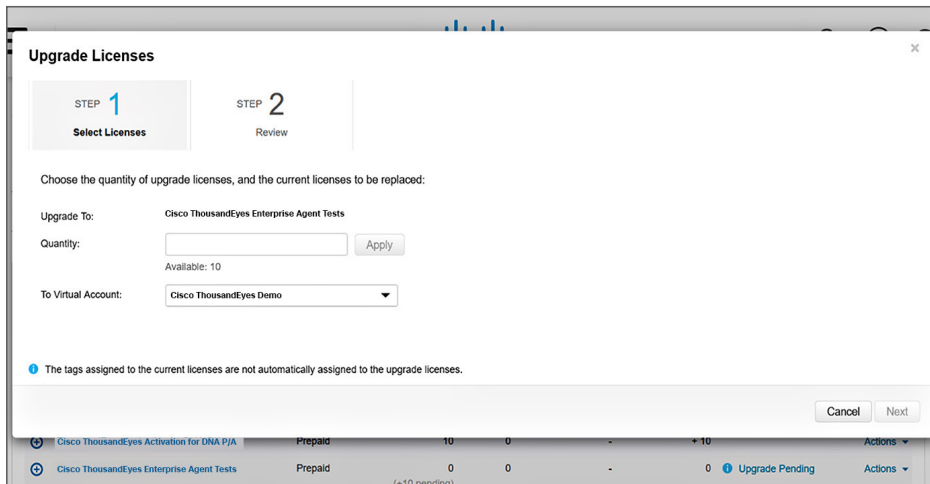 Upgrade Licenses
×
STEP 1
STEP 2
Select Licenses
Review
Choose the quantity of upgrade licenses, and the current licenses to be replaced:
Upgrade To: Cisco ThousandEyes Enterprise Agent Tests
Quantity: Apply
Available: 10
To Virtual Account: Cisco ThousandEyes Demo
The tags assigned to the current licenses are not automatically assigned to the upgrade licenses.
Cancel Next
Cisco ThousandEyes Activation for DNA P/A Prepaid 10 0 - + 10 Actions
Cisco ThousandEyes Enterprise Agent Tests Prepaid 0 0 - 0 Upgrade Pending Actions
(+10 pending)